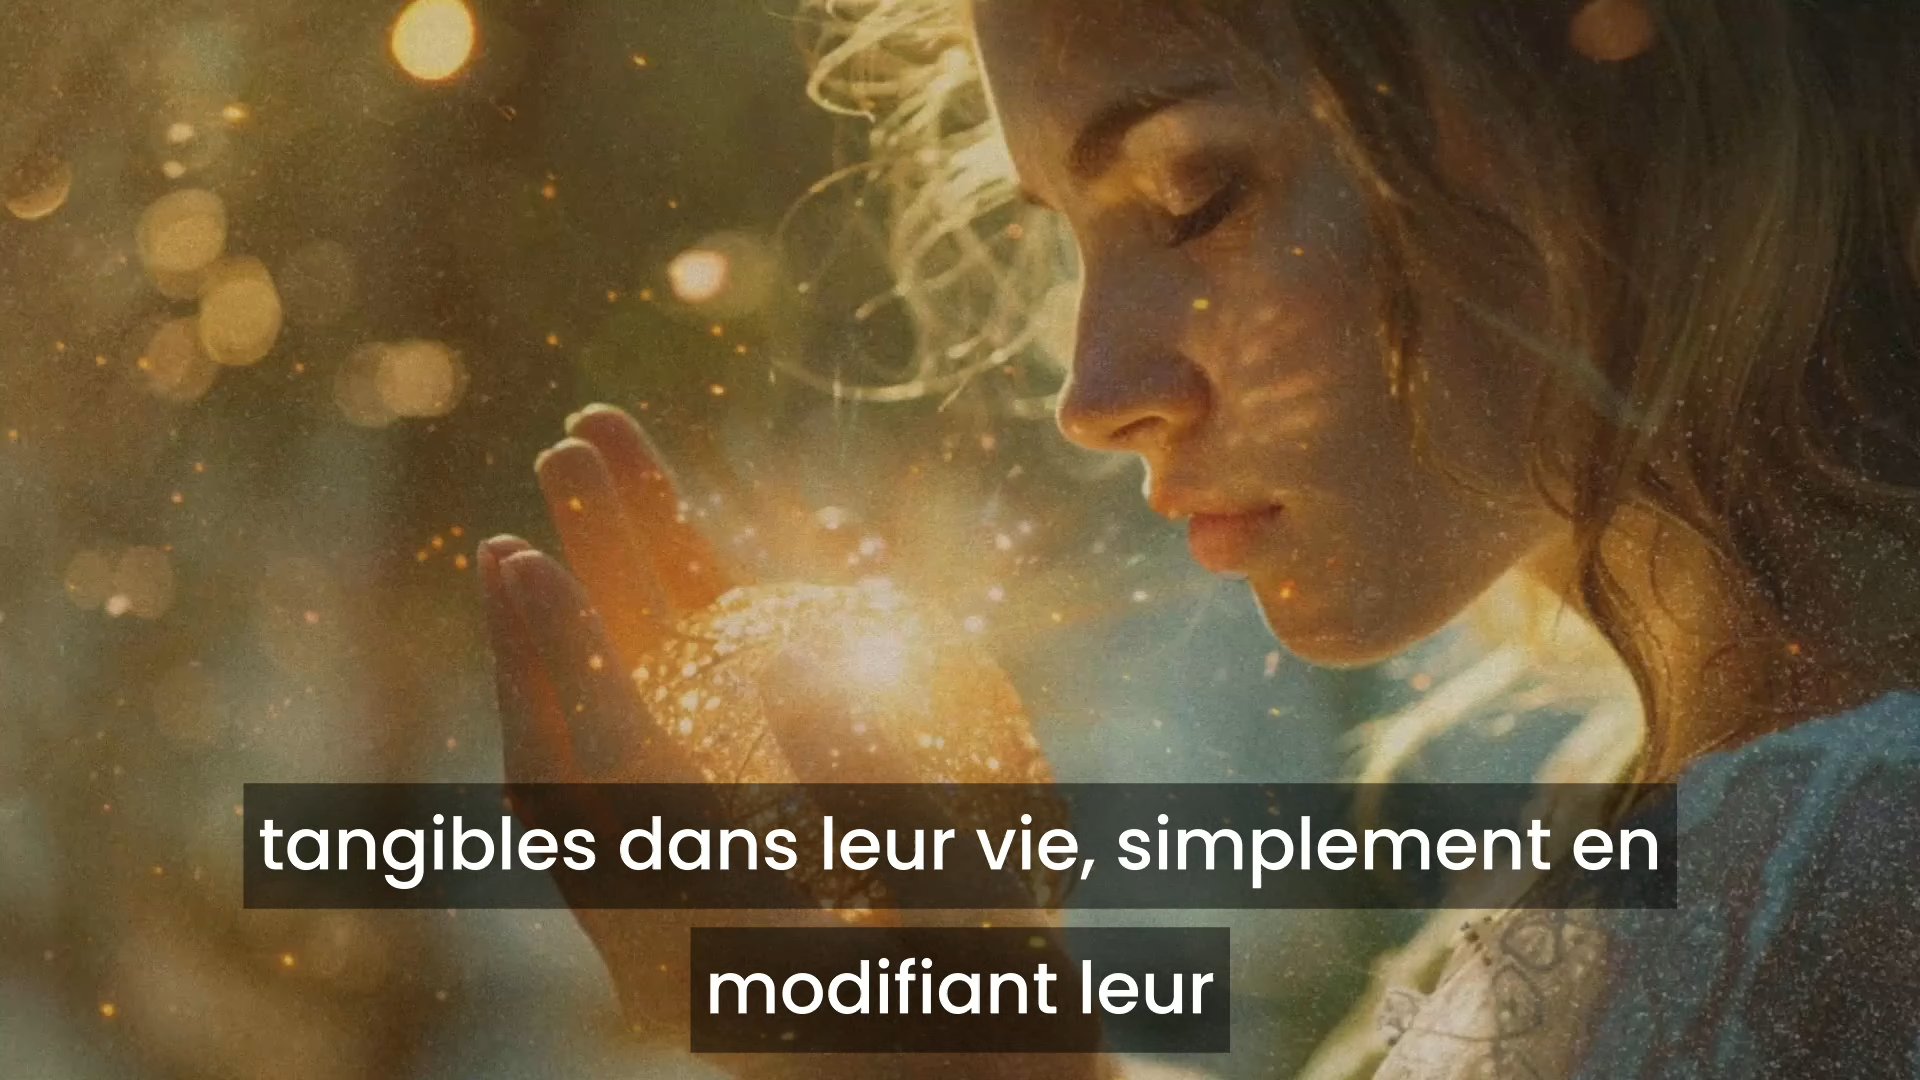 tangibles dans leur vie, simplement en
modifiant leur